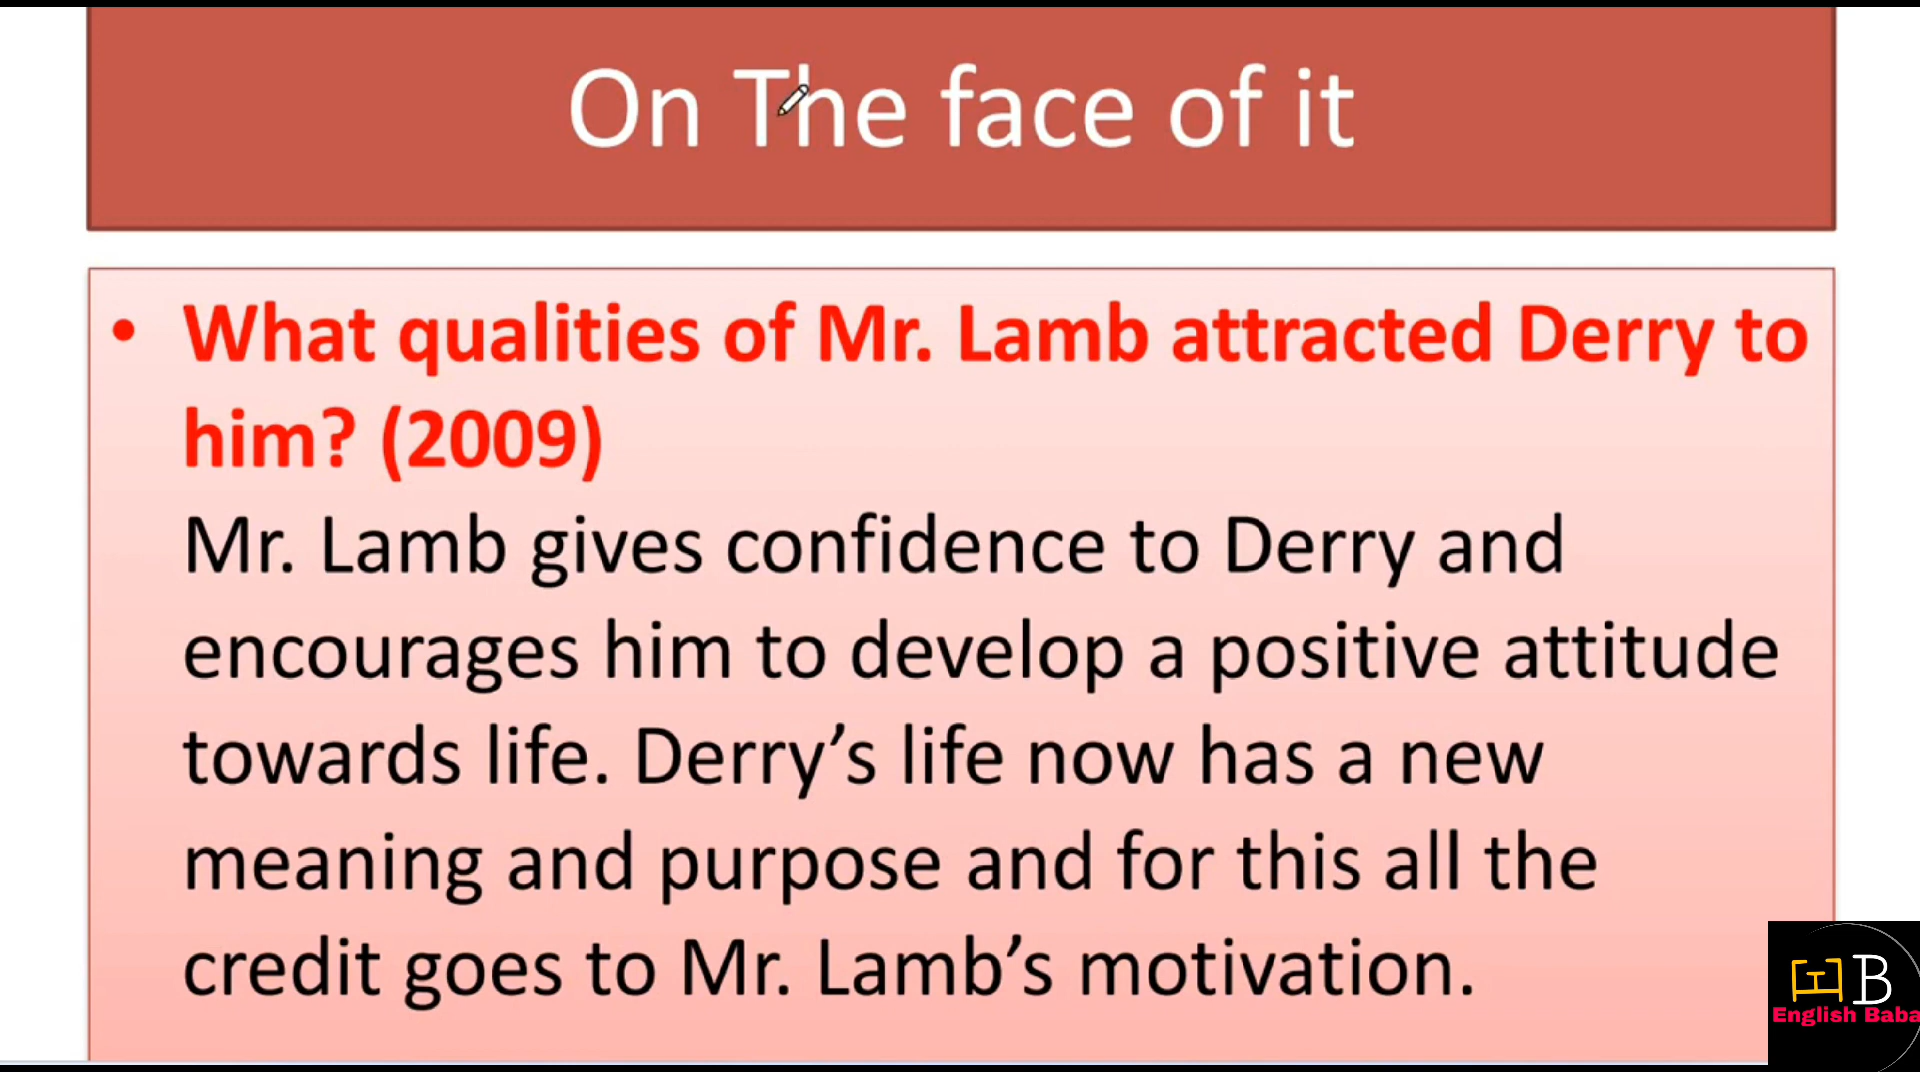 On The face of it
• What qualities of Mr. Lamb attracted Derry to
him? (2009)
Mr. Lamb gives confidence to Derry and
encourages him to develop a positive attitude
towards life. Derry’s life now has a new
meaning and purpose and for this all the
credit goes to Mr. Lamb’s motivation.
EB
English Baba